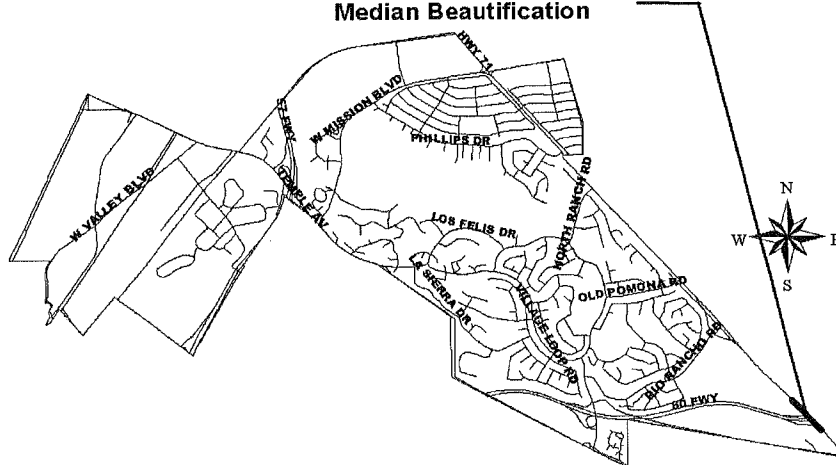 Median Beautification
HWY 71
57 FWY
W MISSION BLVD
PHILLIPS DR
W VALLEY BLVD
TEMPLE AV
NORTH RANCH RD
N
LOS FELIS DR
W
E
S
LA SIERRA DR
OLD POMONA RD
VILLAGE LOOP RD
RIO RANCHO RD
60 FWY